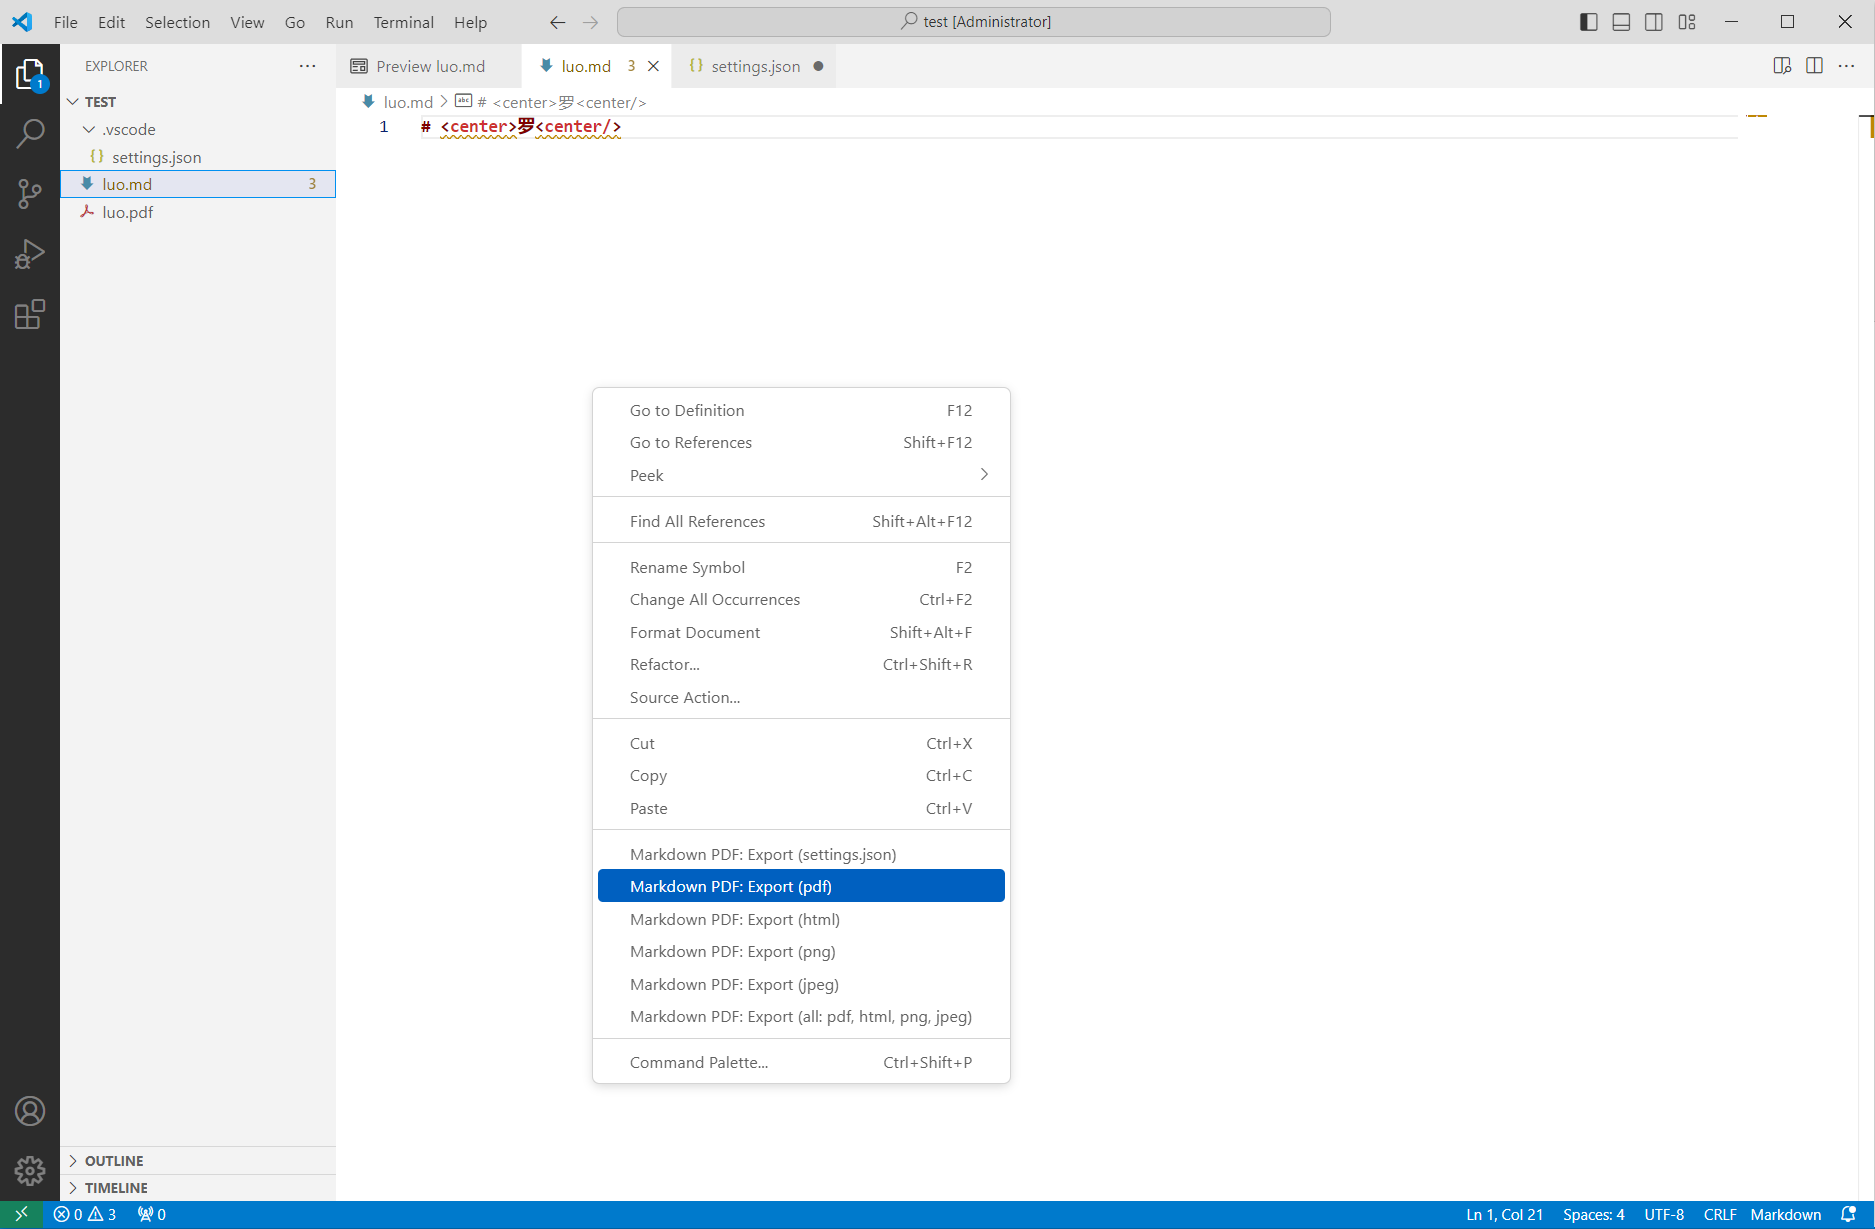 File Edit Selection View Go Run Terminal Help
test [Administrator]
EXPLORER
Preview luo.md
luo.md 3
{} settings.json
1
TEST
luo.md > # <center>罗<center/>
.vscode
1 # <center>罗<center/>
{} settings.json
luo.md 3
luo.pdf
Go to Definition F12
Go to References Shift+F12
Peek
Find All References Shift+Alt+F12
Rename Symbol F2
Change All Occurrences Ctrl+F2
Format Document Shift+Alt+F
Refactor... Ctrl+Shift+R
Source Action...
Cut Ctrl+X
Copy Ctrl+C
Paste Ctrl+V
Markdown PDF: Export (settings.json)
Markdown PDF: Export (pdf)
Markdown PDF: Export (html)
Markdown PDF: Export (png)
Markdown PDF: Export (jpeg)
Markdown PDF: Export (all: pdf, html, png, jpeg)
Command Palette... Ctrl+Shift+P
OUTLINE
TIMELINE
0 3 0
Ln 1, Col 21 Spaces: 4 UTF-8 CRLF Markdown